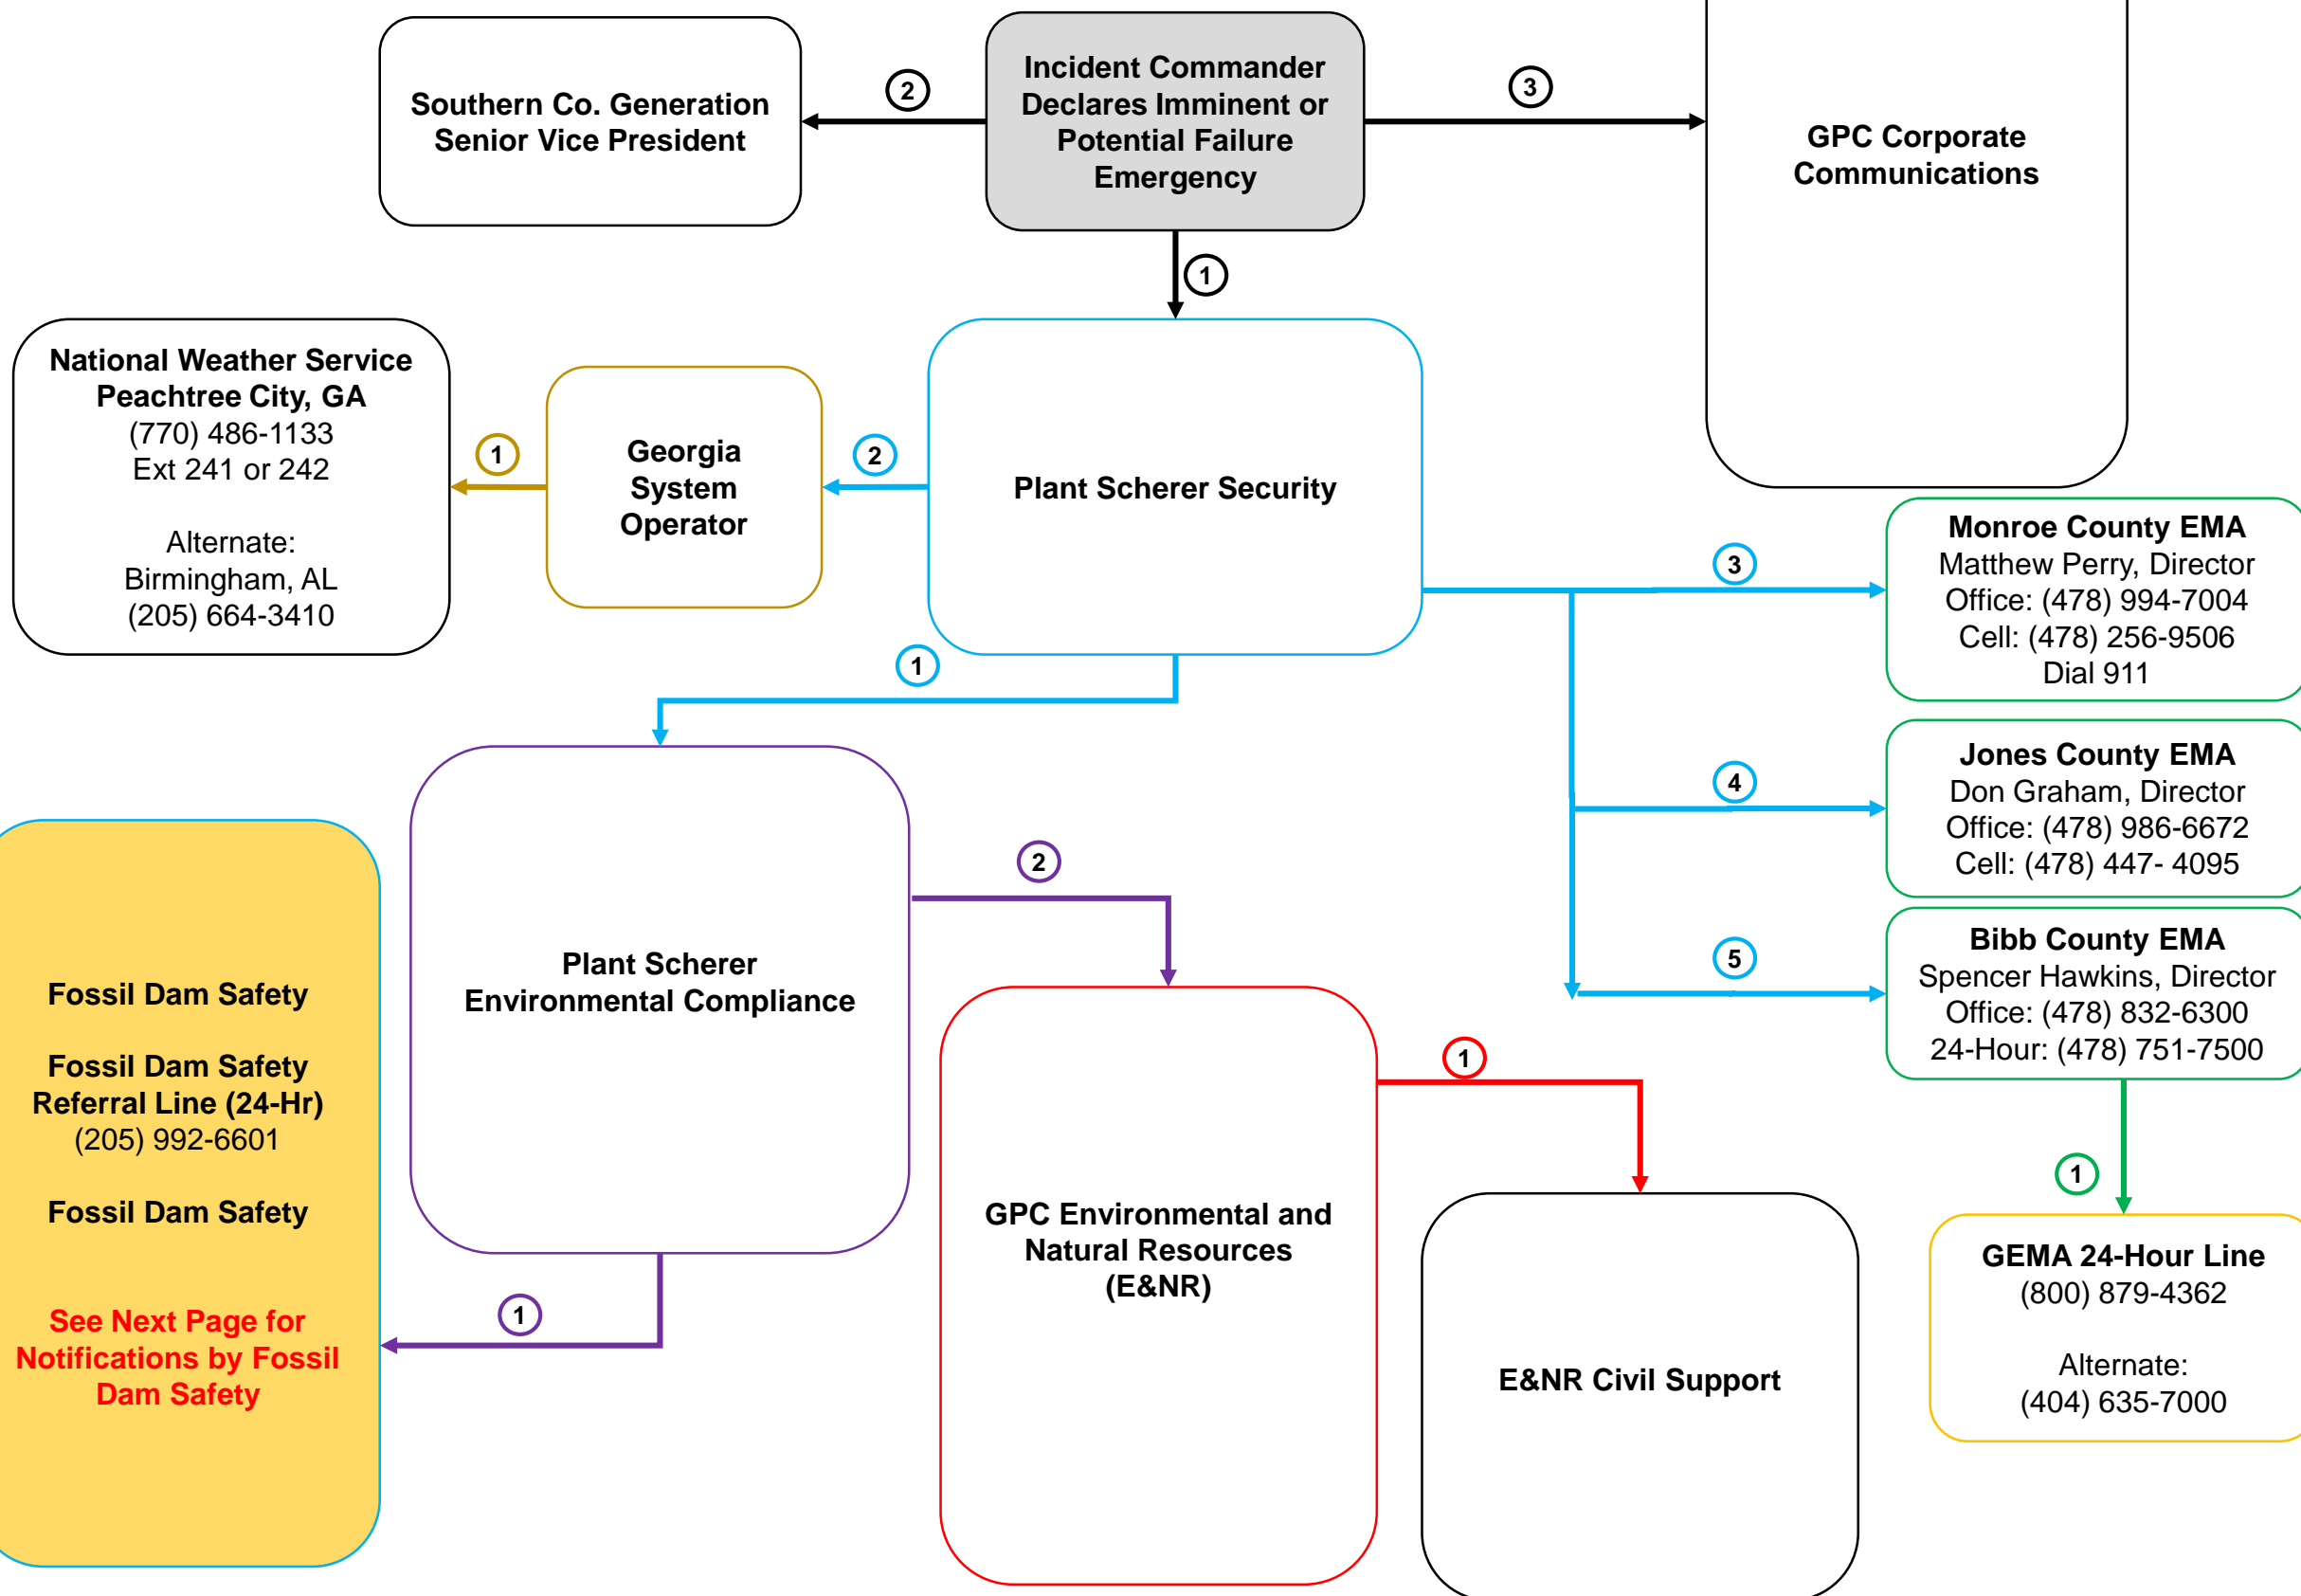 Southern Co. Generation
Senior Vice President
2
Incident Commander
Declares Imminent or
Potential Failure
Emergency
3
GPC Corporate
Communications
1
National Weather Service
Peachtree City, GA
(770) 486-1133
Ext 241 or 242
Alternate:
Birmingham, AL
(205) 664-3410
1
Georgia
System
Operator
2
Plant Scherer Security
3
Monroe County EMA
Matthew Perry, Director
Office: (478) 994-7004
Cell: (478) 256-9506
Dial 911
1
4
Jones County EMA
Don Graham, Director
Office: (478) 986-6672
Cell: (478) 447- 4095
5
Bibb County EMA
Spencer Hawkins, Director
Office: (478) 832-6300
24-Hour: (478) 751-7500
Plant Scherer
Environmental Compliance
2
Fossil Dam Safety
Fossil Dam Safety
Referral Line (24-Hr)
(205) 992-6601
Fossil Dam Safety
See Next Page for
Notifications by Fossil
Dam Safety
1
GPC Environmental and
Natural Resources
(E&NR)
1
E&NR Civil Support
1
GEMA 24-Hour Line
(800) 879-4362
Alternate:
(404) 635-7000